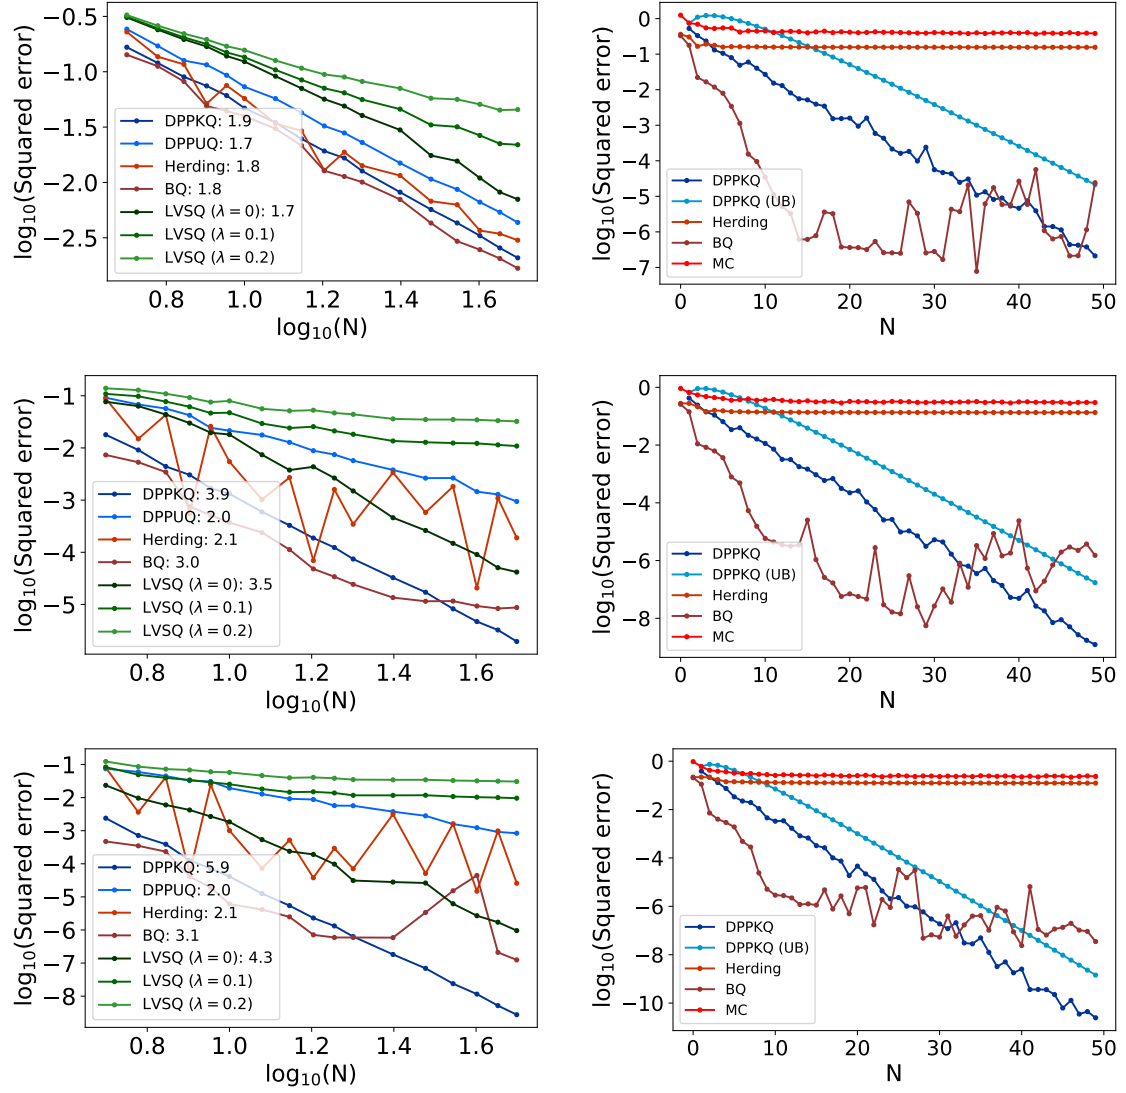 −0.5
−1.0
−1.5
−2.0
−2.5
log₁₀(Squared error)
DPPKQ: 1.9
DPPUQ: 1.7
Herding: 1.8
BQ: 1.8
LVSQ (λ = 0): 1.7
LVSQ (λ = 0.1)
LVSQ (λ = 0.2)
0.8 1.0 1.2 1.4 1.6
log₁₀(N)
0
−1
−2
−3
−4
−5
−6
−7
log₁₀(Squared error)
DPPKQ
DPPKQ (UB)
Herding
BQ
MC
0 10 20 30 40 50
N
−1
−2
−3
−4
−5
log₁₀(Squared error)
DPPKQ: 3.9
DPPUQ: 2.0
Herding: 2.1
BQ: 3.0
LVSQ (λ = 0): 3.5
LVSQ (λ = 0.1)
LVSQ (λ = 0.2)
0.8 1.0 1.2 1.4 1.6
log₁₀(N)
0
−2
−4
−6
−8
log₁₀(Squared error)
DPPKQ
DPPKQ (UB)
Herding
BQ
MC
0 10 20 30 40 50
N
−1
−2
−3
−4
−5
−6
−7
−8
log₁₀(Squared error)
DPPKQ: 5.9
DPPUQ: 2.0
Herding: 2.1
BQ: 3.1
LVSQ (λ = 0): 4.3
LVSQ (λ = 0.1)
LVSQ (λ = 0.2)
0.8 1.0 1.2 1.4 1.6
log₁₀(N)
0
−2
−4
−6
−8
−10
log₁₀(Squared error)
DPPKQ
DPPKQ (UB)
Herding
BQ
MC
0 10 20 30 40 50
N